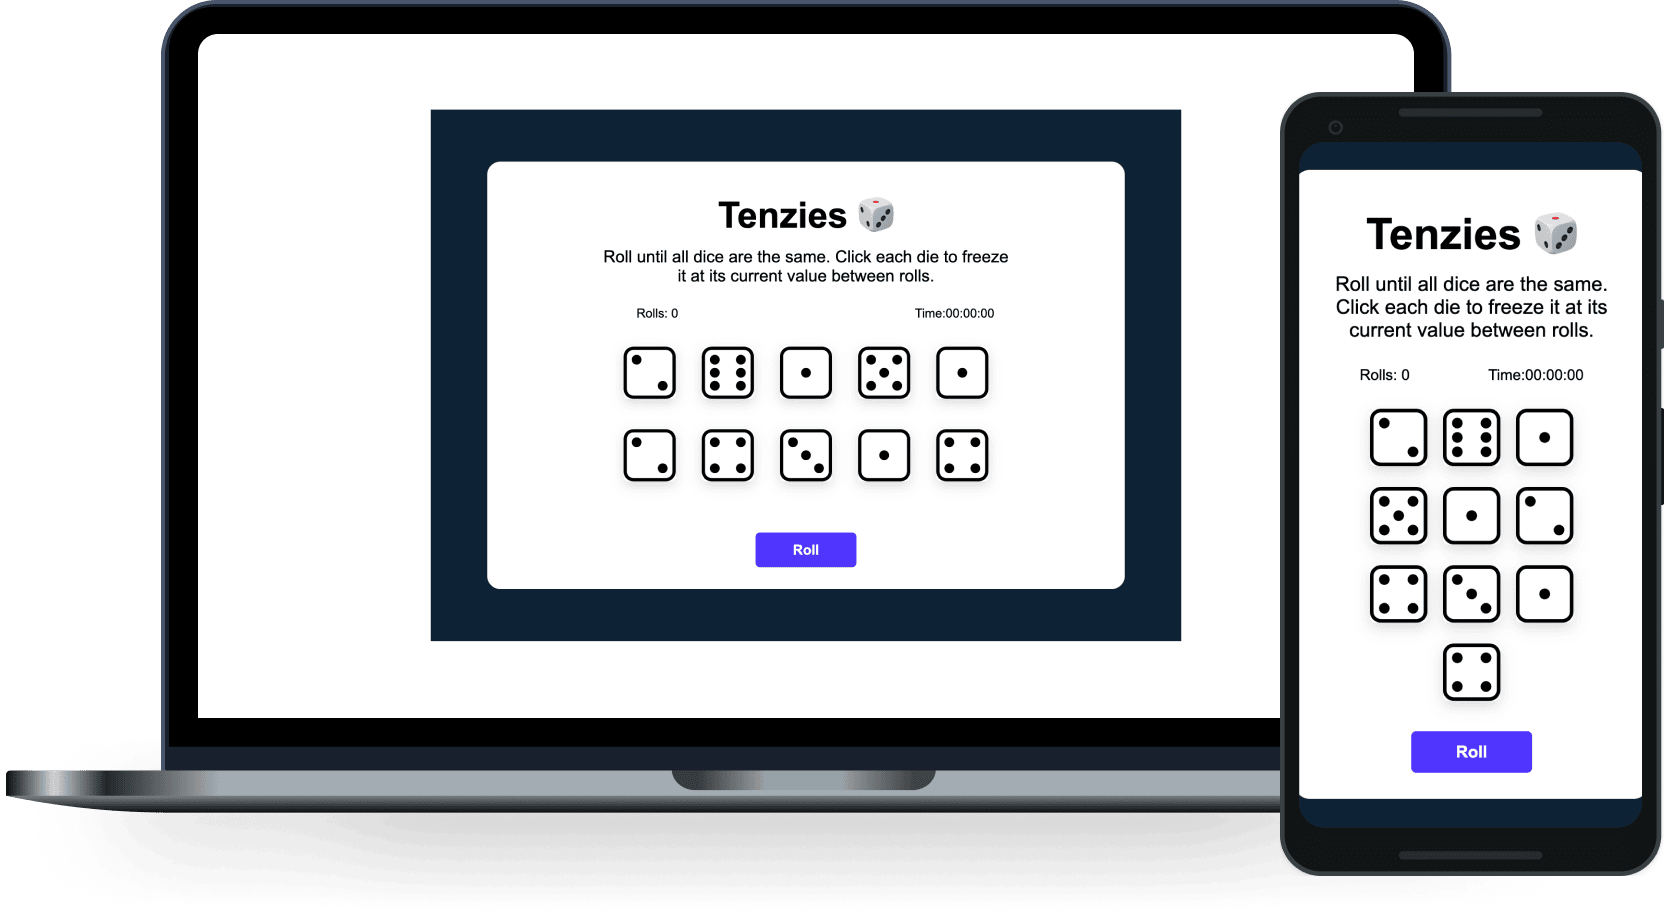 Tenzies
Roll until all dice are the same. Click each die to freeze
it at its current value between rolls.
Rolls: 0
Time:00:00:00
Roll
Tenzies
Roll until all dice are the same.
Click each die to freeze it at its
current value between rolls.
Rolls: 0
Time:00:00:00
Roll